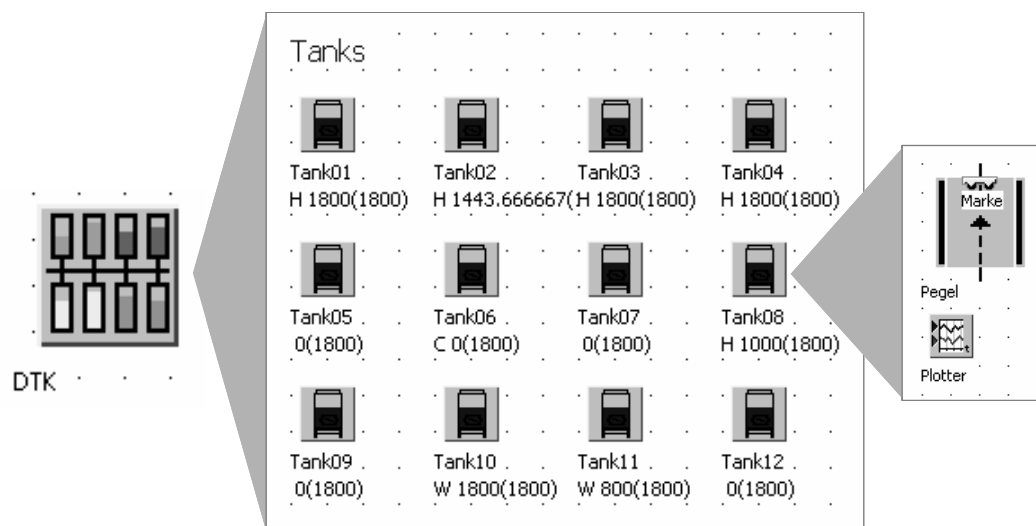 Tanks
Tank01 Tank02 Tank03 Tank04
H 1800(1800) H 1443.666667( H 1800(1800) H 1800(1800)
Tank05 Tank06 Tank07 Tank08
0(1800) C 0(1800) 0(1800) H 1000(1800)
Tank09 Tank10 Tank11 Tank12
0(1800) W 1800(1800) W 800(1800) 0(1800)
DTK
Marke
Pegel
t
Plotter